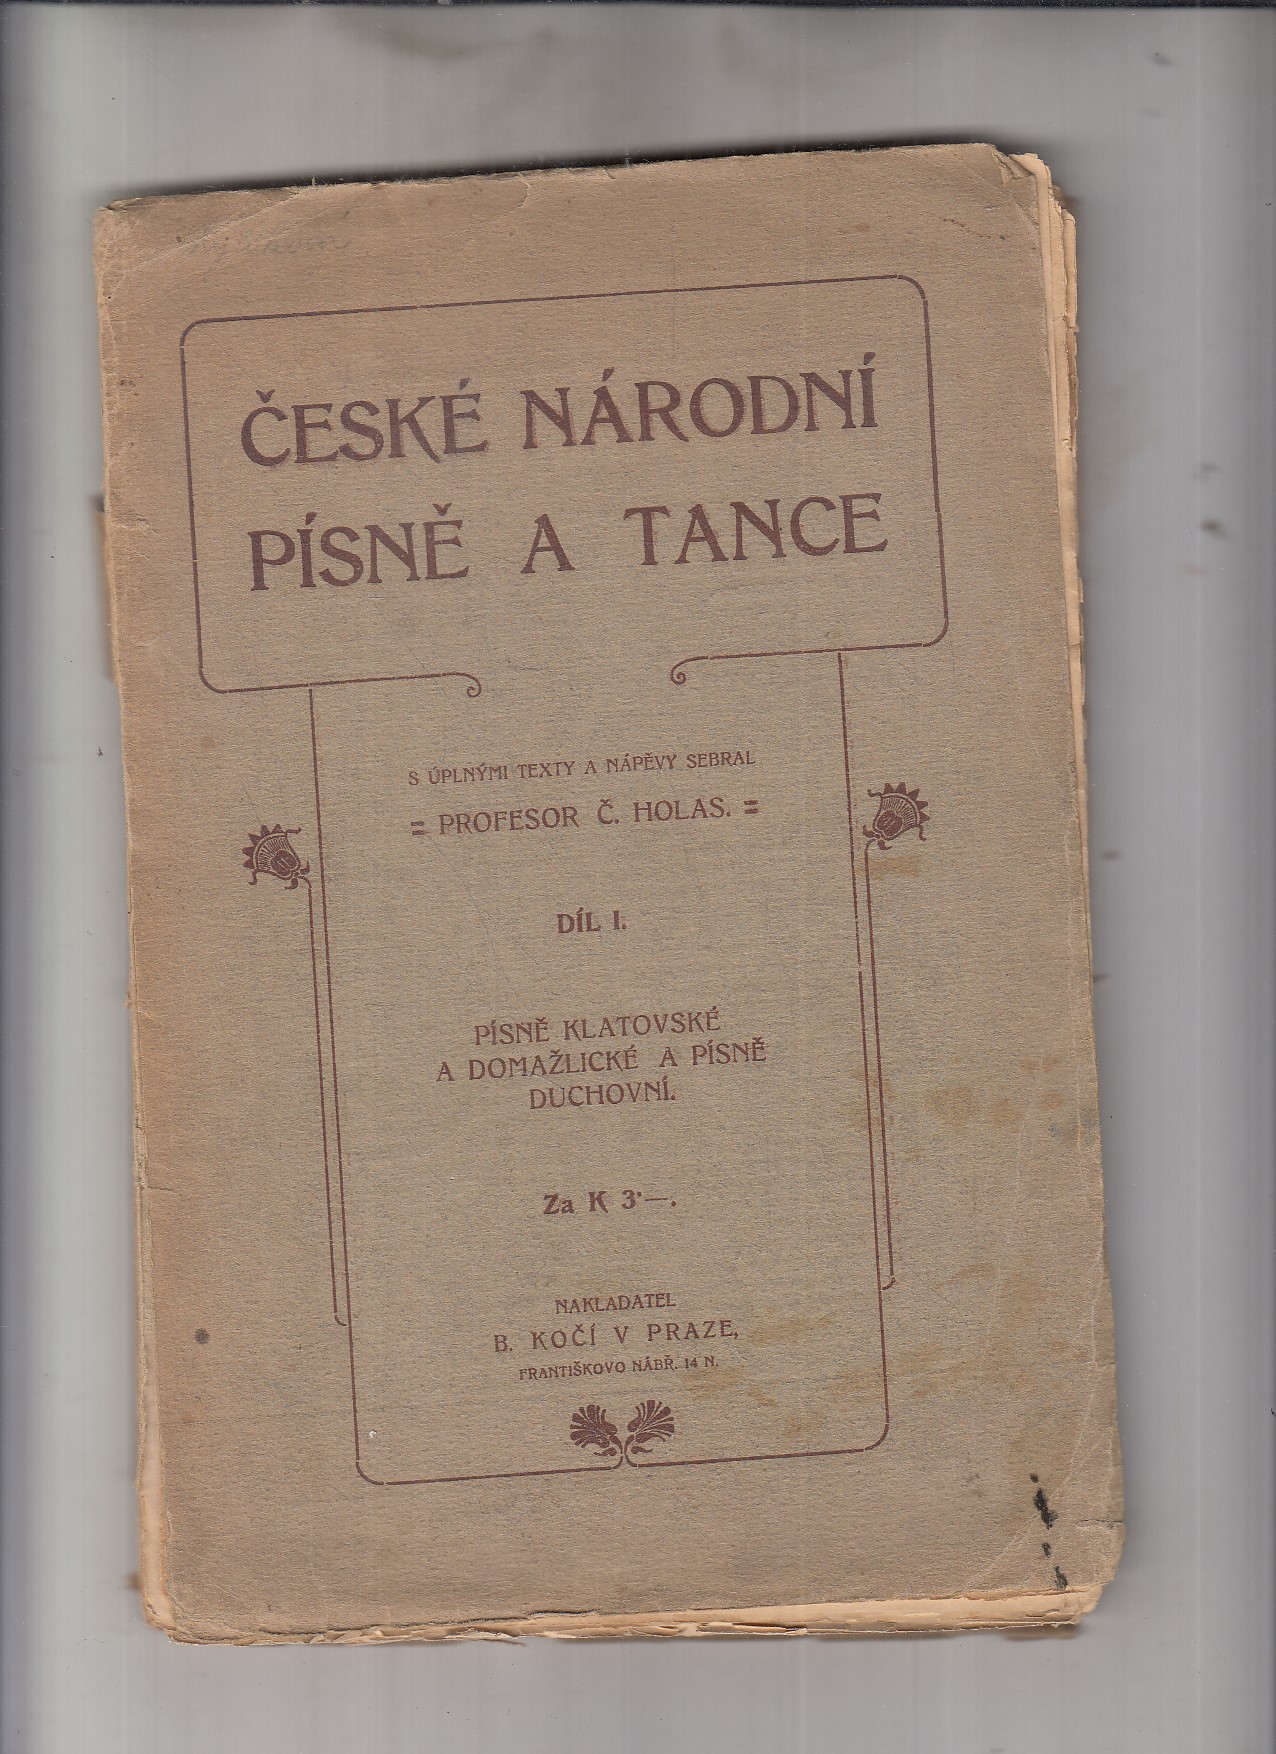 ČESKÉ NÁRODNÍ
PÍSNĚ A TANCE
S ÚPLNÝMI TEXTY A NÁPĚVY SEBRAL
= PROFESOR Č. HOLAS. =
DÍL I.
PÍSNĚ KLATOVSKÉ
A DOMAŽLICKÉ A PÍSNĚ
DUCHOVNÍ.
Za K 3·—.
NAKLADATEL
B. KOČÍ V PRAZE,
FRANTIŠKOVO NÁBŘ. 14 N.